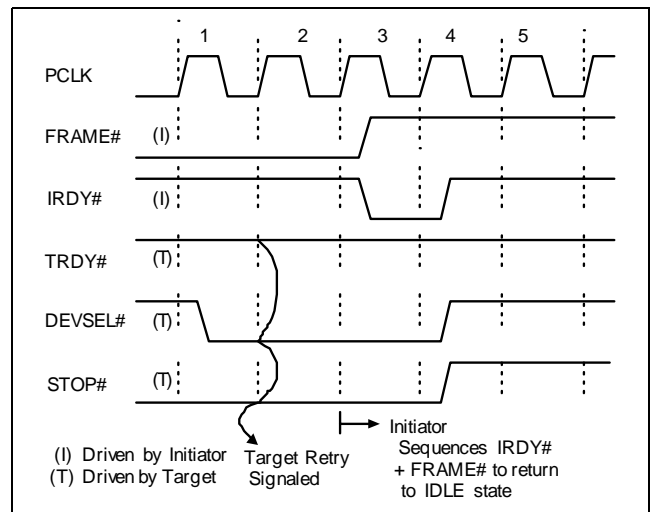 1 2 3 4 5
PCLK
FRAME# (I)
IRDY# (I)
TRDY# (T)
DEVSEL# (T)
STOP# (T)
(I) Driven by Initiator
(T) Driven by Target
Target Retry
Signaled
Initiator
Sequences IRDY#
+ FRAME# to return
to IDLE state